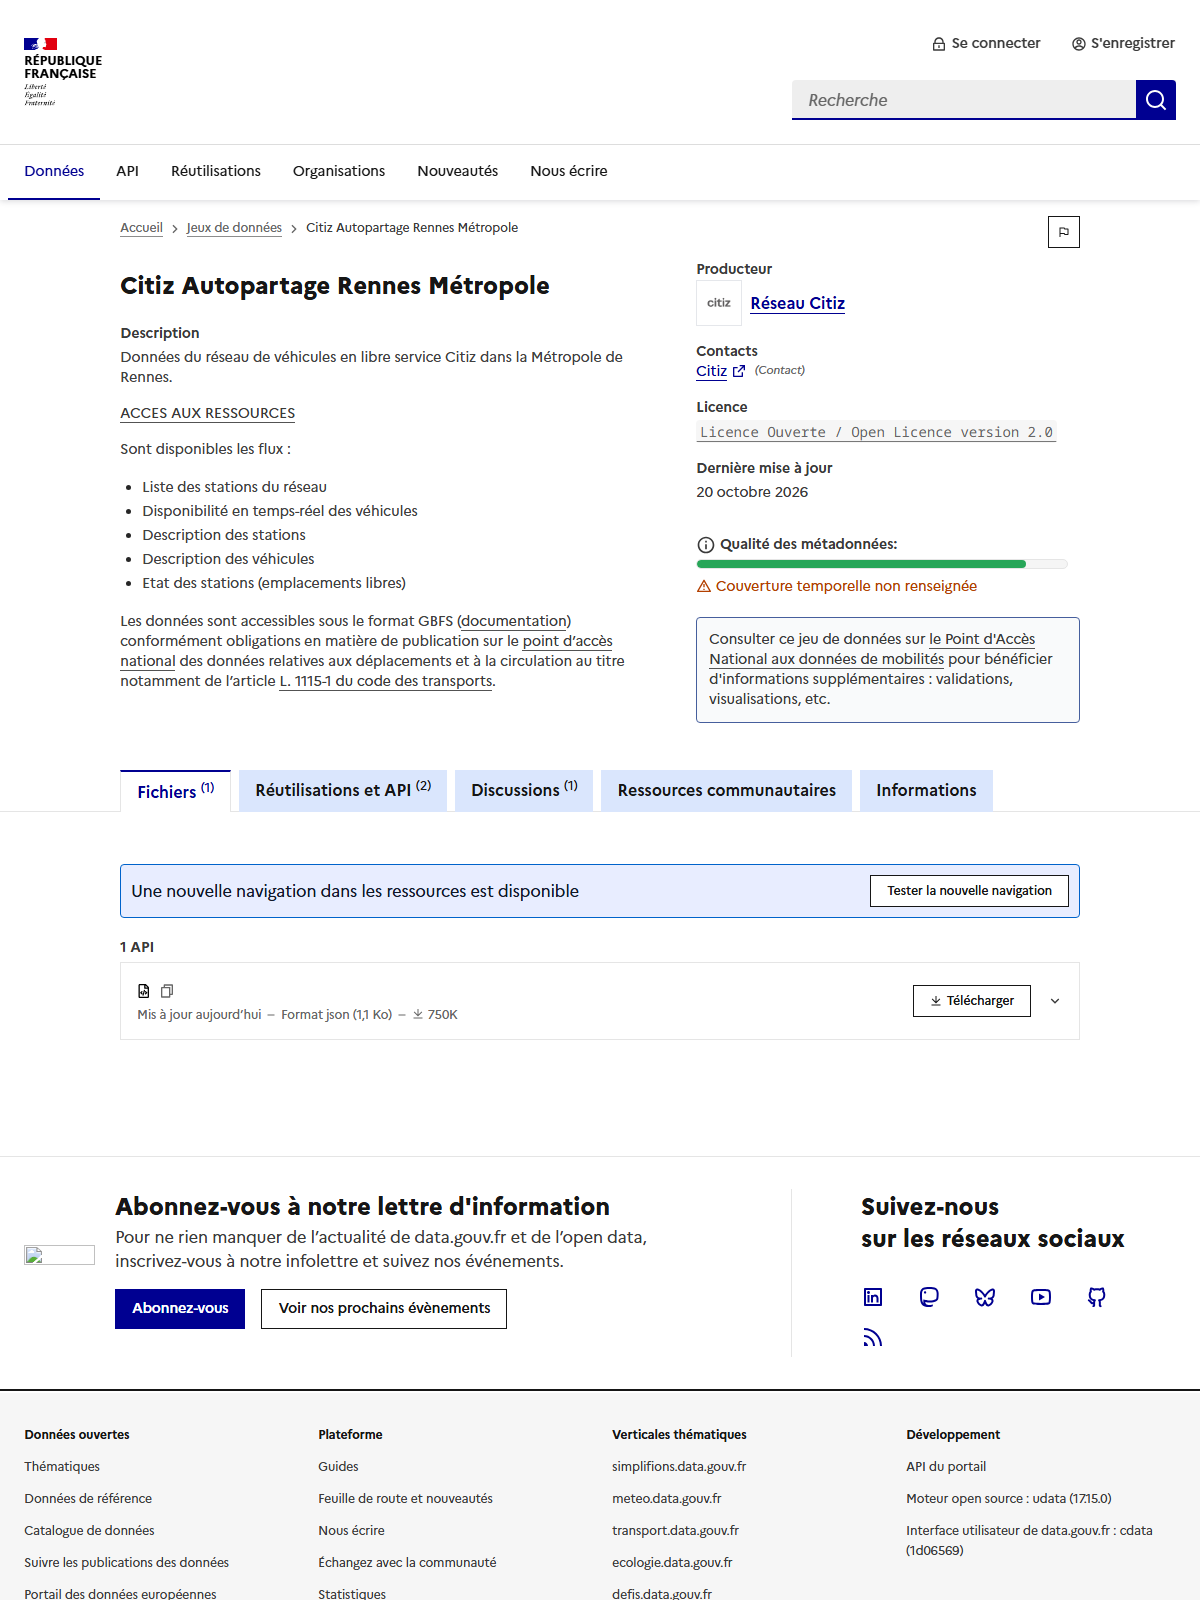 RÉPUBLIQUE
FRANÇAISE
Liberté
Égalité
Fraternité
Se connecter
S'enregistrer
Recherche
Données
API
Réutilisations
Organisations
Nouveautés
Nous écrire
Accueil > Jeux de données > Citiz Autopartage Rennes Métropole
Citiz Autopartage Rennes Métropole
Description
Données du réseau de véhicules en libre service Citiz dans la Métropole de
Rennes.
ACCES AUX RESSOURCES
Sont disponibles les flux :
• Liste des stations du réseau
• Disponibilité en temps-réel des véhicules
• Description des stations
• Description des véhicules
• Etat des stations (emplacements libres)
Les données sont accessibles sous le format GBFS (documentation)
conformément obligations en matière de publication sur le point d’accès
national des données relatives aux déplacements et à la circulation au titre
notamment de l’article L. 1115-1 du code des transports.
Producteur
citiz
Réseau Citiz
Contacts
Citiz (Contact)
Licence
Licence Ouverte / Open Licence version 2.0
Dernière mise à jour
20 octobre 2026
Qualité des métadonnées:
Couverture temporelle non renseignée
Consulter ce jeu de données sur le Point d'Accès
National aux données de mobilités pour bénéficier
d'informations supplémentaires : validations,
visualisations, etc.
Fichiers (1)
Réutilisations et API (2)
Discussions (1)
Ressources communautaires
Informations
Une nouvelle navigation dans les ressources est disponible
Tester la nouvelle navigation
1 API
Mis à jour aujourd’hui — Format json (1,1 Ko) — 750K
Télécharger
Abonnez-vous à notre lettre d'information
Pour ne rien manquer de l’actualité de data.gouv.fr et de l’open data,
inscrivez-vous à notre infolettre et suivez nos événements.
Abonnez-vous
Voir nos prochains évènements
Suivez-nous
sur les réseaux sociaux
Données ouvertes
Thématiques
Données de référence
Catalogue de données
Suivre les publications des données
Portail des données européennes
Plateforme
Guides
Feuille de route et nouveautés
Nous écrire
Échangez avec la communauté
Statistiques
Verticales thématiques
simplifions.data.gouv.fr
meteo.data.gouv.fr
transport.data.gouv.fr
ecologie.data.gouv.fr
defis.data.gouv.fr
Développement
API du portail
Moteur open source : udata (17.15.0)
Interface utilisateur de data.gouv.fr : cdata
(1d06569)